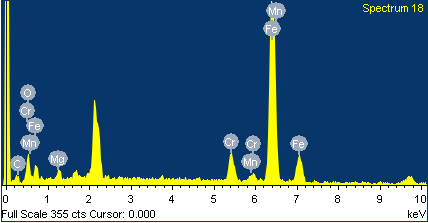 Spectrum 18
Mn
Fe
O
Cr
Fe
Mn
C
Mg
Cr
Cr
Mn
Fe
0 1 2 3 4 5 6 7 8 9 10
Full Scale 355 cts Cursor: 0.000 keV